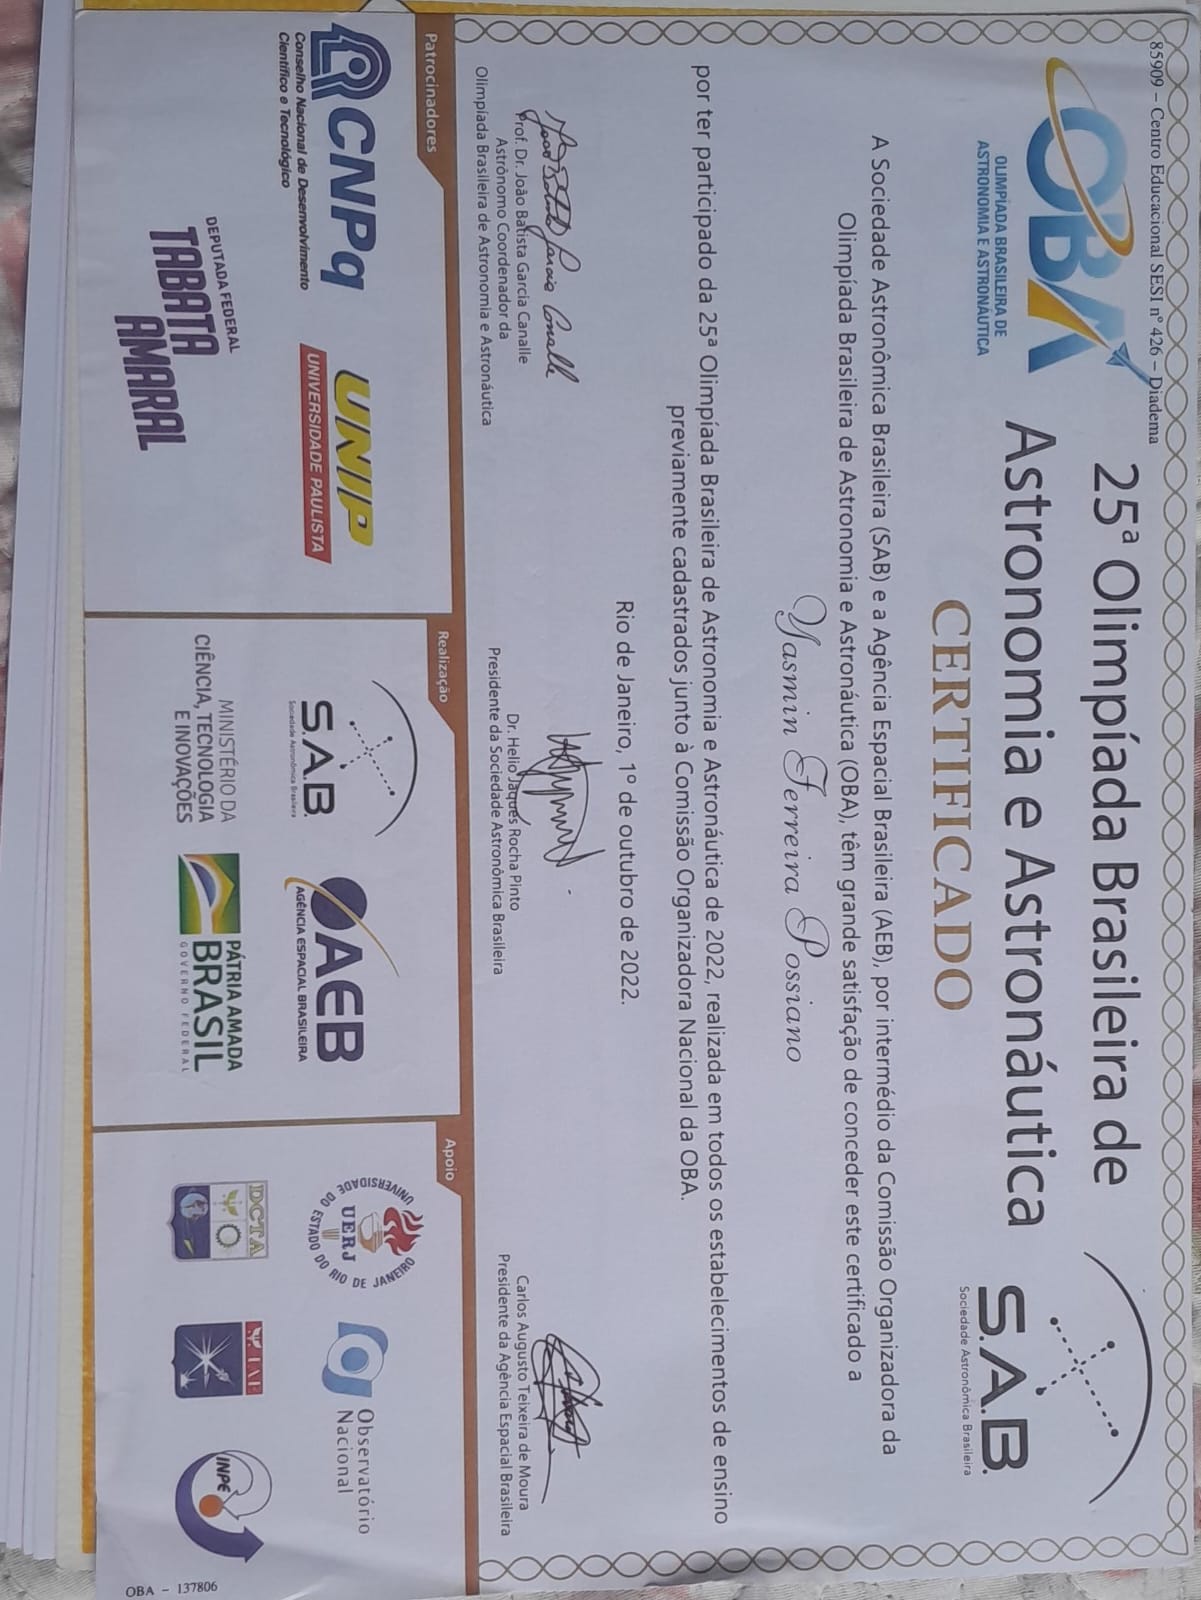 85909 – Centro Educacional SESI nº 426 – Diadema
OBA
OLIMPÍADA BRASILEIRA DE
ASTRONOMIA E ASTRONÁUTICA
25ª Olimpíada Brasileira de
Astronomia e Astronáutica
S.A.B.
Sociedade Astronômica Brasileira
CERTIFICADO
A Sociedade Astronômica Brasileira (SAB) e a Agência Espacial Brasileira (AEB), por intermédio da Comissão Organizadora da
Olimpíada Brasileira de Astronomia e Astronáutica (OBA), têm grande satisfação de conceder este certificado a
Yasmin Ferreira Possiano
por ter participado da 25ª Olimpíada Brasileira de Astronomia e Astronáutica de 2022, realizada em todos os estabelecimentos de ensino
previamente cadastrados junto à Comissão Organizadora Nacional da OBA.
Rio de Janeiro, 1º de outubro de 2022.
João Batista Garcia Canalle
Prof. Dr. João Batista Garcia Canalle
Astrônomo Coordenador da
Olimpíada Brasileira de Astronomia e Astronáutica
Dr. Helio Jaques Rocha Pinto
Presidente da Sociedade Astronômica Brasileira
Carlos Augusto Teixeira de Moura
Presidente da Agência Espacial Brasileira
Patrocinadores
CNPq
Conselho Nacional de Desenvolvimento
Científico e Tecnológico
UNIP
UNIVERSIDADE PAULISTA
DEPUTADA FEDERAL
TABATA
AMARAL
Realização
S.A.B.
Sociedade Astronômica Brasileira
AEB
AGÊNCIA ESPACIAL BRASILEIRA
MINISTÉRIO DA
CIÊNCIA, TECNOLOGIA
E INOVAÇÕES
PÁTRIA AMADA
BRASIL
GOVERNO FEDERAL
Apoio
UERJ
UNIVERSIDADE DO ESTADO DO RIO DE JANEIRO
Observatório
Nacional
DCTA
IAE
INPE
OBA – 137806